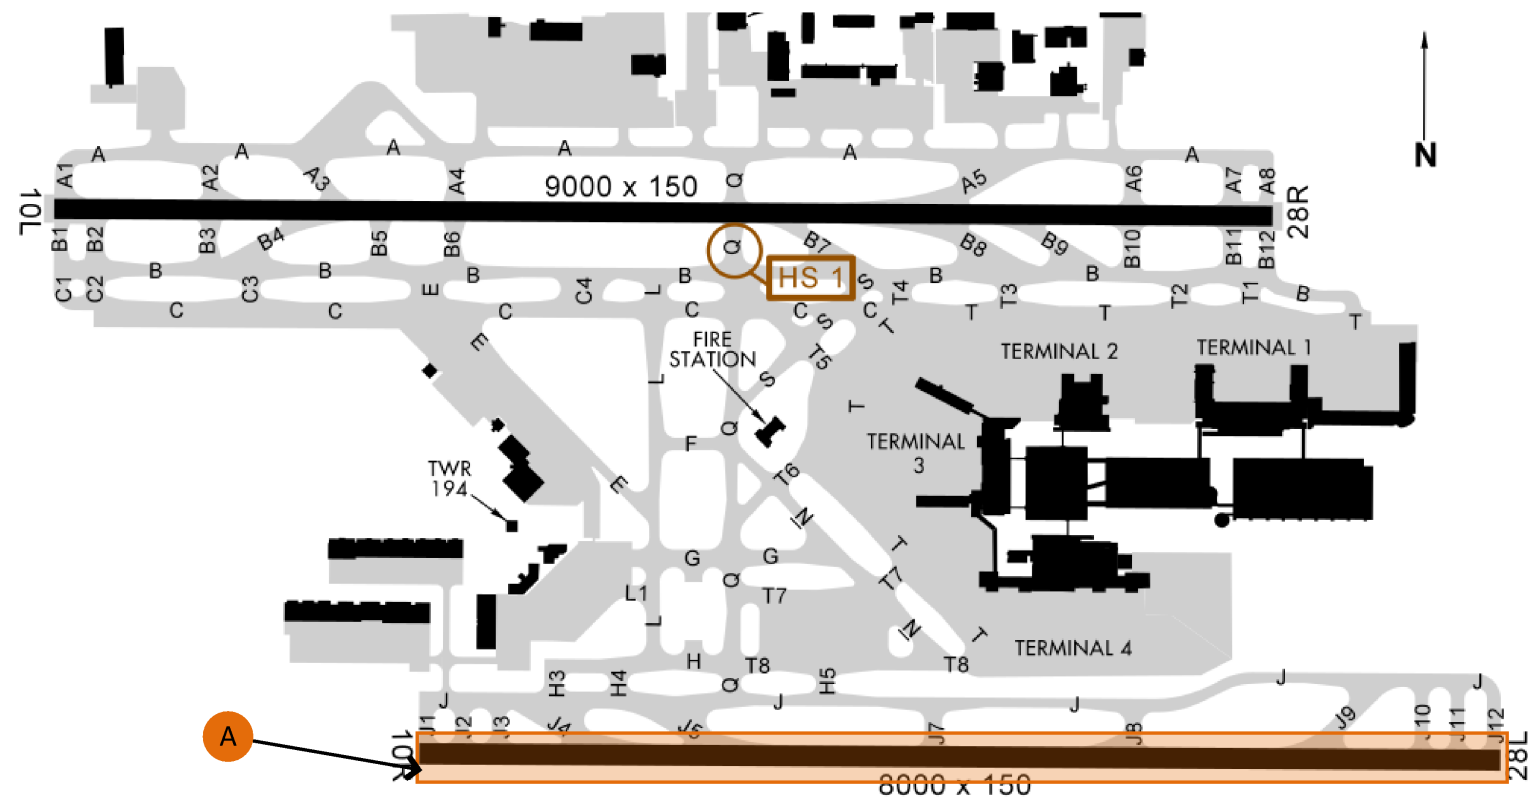 A
A
A
A
A
A
A1
A2
A3
A4
Q
A5
A6
A7
A8
N
9000 x 150
10L
28R
B1
B2
B3
B4
B5
B6
Q
B7
B8
B9
B10
B11
B12
HS 1
B
B
B
B
S
B
B
B
C1
C2
C3
E
C4
L
T4
T3
T2
T1
C
C
C
C
C
C
T
T
T
S
T
E
FIRE
STATION
T5
TERMINAL 2
TERMINAL 1
L
S
T
Q
F
TERMINAL
3
TWR
194
E
T6
N
G
G
T
L1
Q
T7
T7
L
N
T
TERMINAL 4
H
T8
T8
H3
H4
Q
H5
J
J
J
J
J
J1
J2
J3
J4
J5
J7
J8
J9
J10
J11
J12
A
10R
28L
8000 x 150